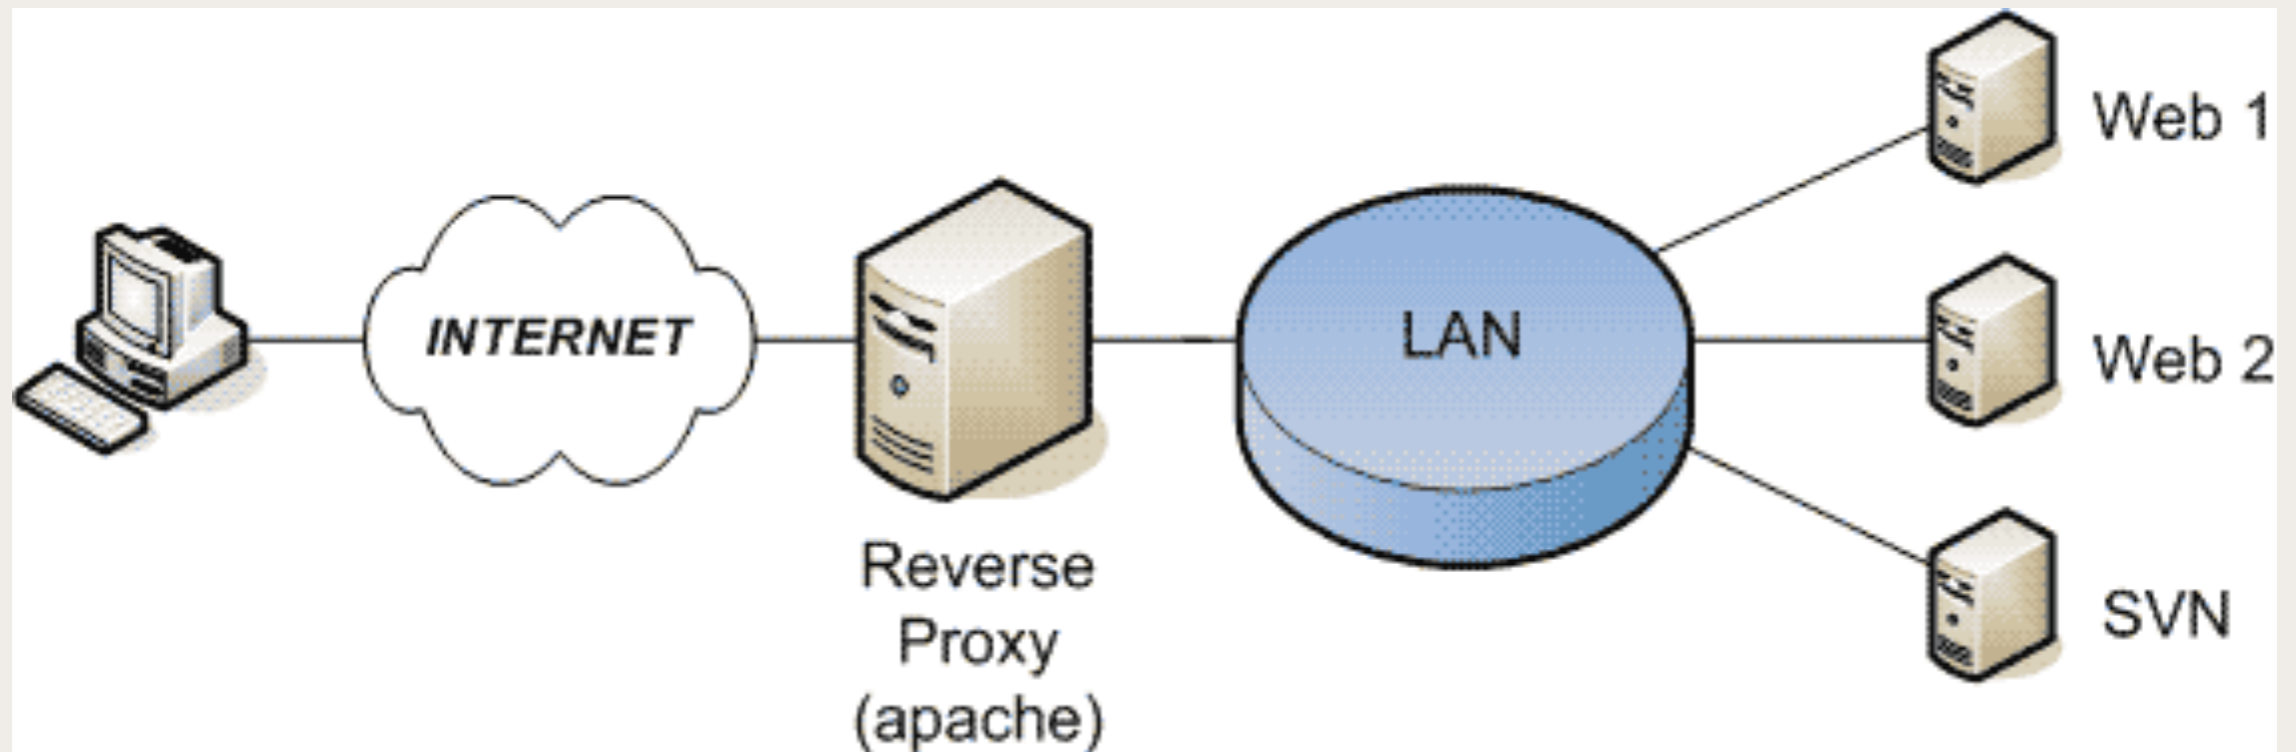 INTERNET
Reverse
Proxy
(apache)
LAN
Web 1
Web 2
SVN